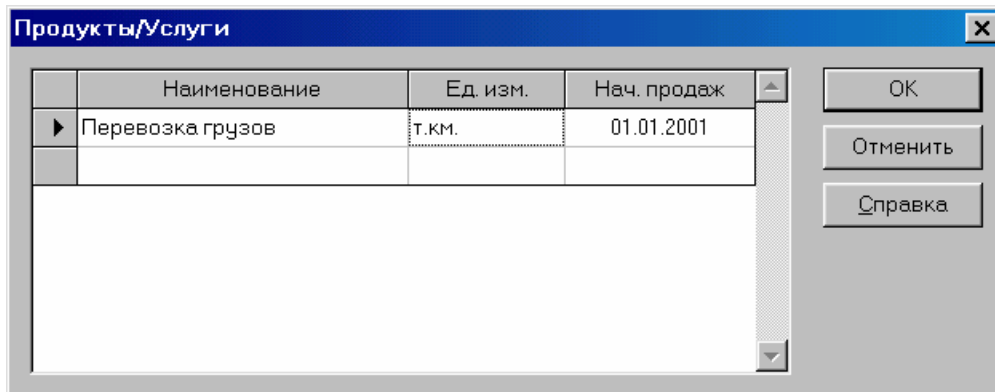 Продукты/Услуги
Наименование Ед. изм. Нач. продаж
Перевозка грузов т.км. 01.01.2001
OK
Отменить
Справка